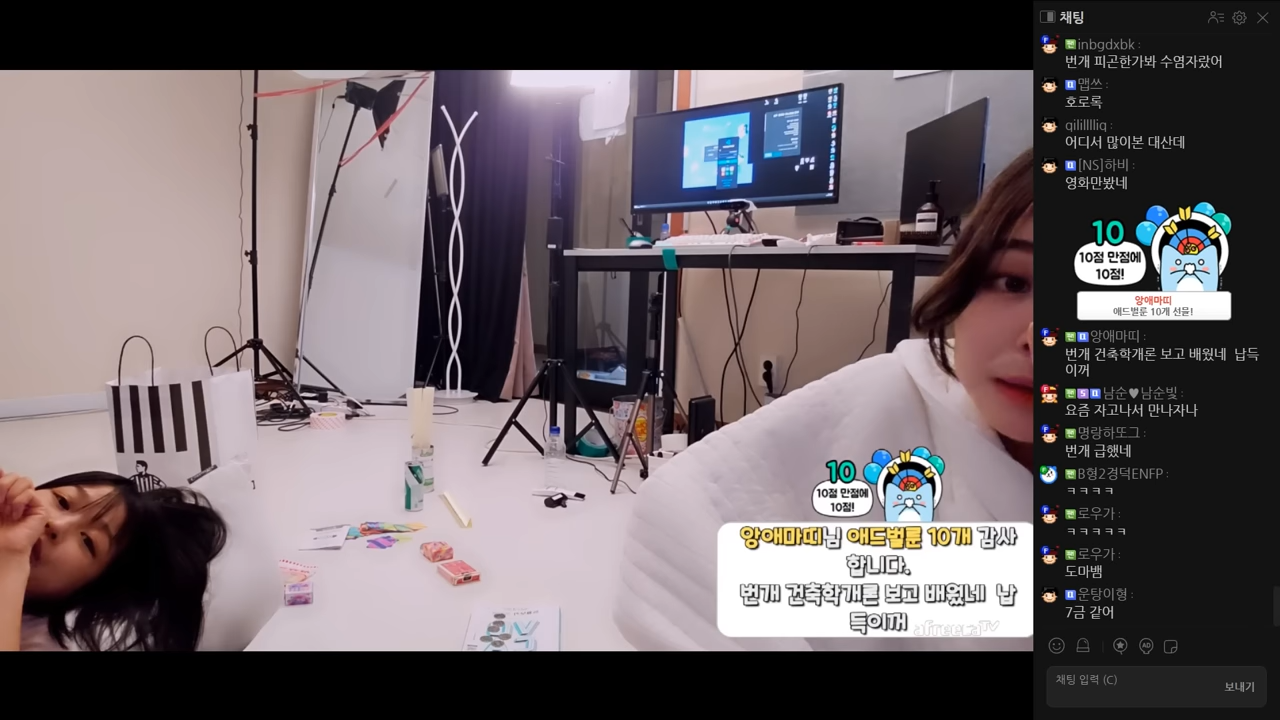 앙애마띠님 애드벌룬 10개 감사
합니다.
번개 건축학개론 보고 배웠네 납
득이꺼
10
10점 만점에
10점!
afreecaTV
채팅
inbgdxbk :
번개 피곤한가봐 수염자랐어
맵쓰 :
호로록
어디서 많이본 대산데
[NS]하비 :
영화만봤네
10
10점 만점에
10점!
앙애마띠
애드벌룬 10개 선물!
앙애마띠 :
번개 건축학개론 보고 배웠네 납득
이꺼
남순♥남순빛 :
요즘 자고나서 만나자나
명랑하또그 :
번개 급했네
B형2경덕ENFP :
ㅋㅋㅋㅋ
로우가 :
ㅋㅋㅋㅋㅋ
로우가 :
도마뱀
운탕이형 :
7금 같어
채팅 입력 (C)
보내기